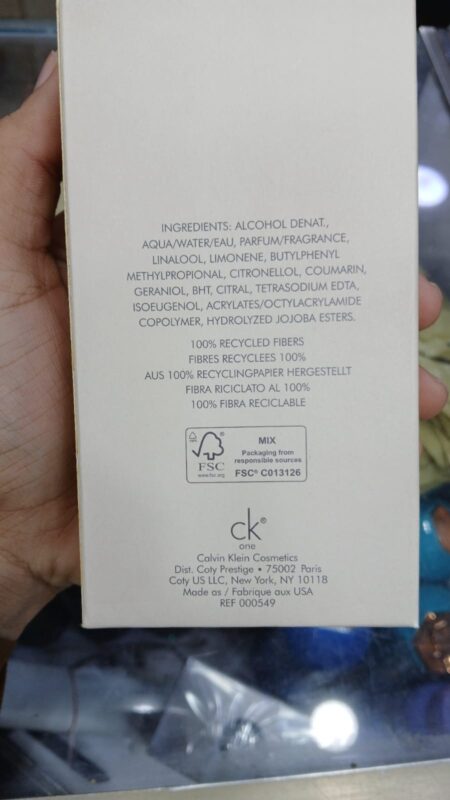 INGREDIENTS: ALCOHOL DENAT.,
AQUA/WATER/EAU, PARFUM/FRAGRANCE,
LINALOOL, LIMONENE, BUTYLPHENYL
METHYLPROPIONAL, CITRONELLOL, COUMARIN,
GERANIOL, BHT, CITRAL, TETRASODIUM EDTA,
ISOEUGENOL, ACRYLATES/OCTYLACRYLAMIDE
COPOLYMER, HYDROLYZED JOJOBA ESTERS.
100% RECYCLED FIBERS
FIBRES RECYCLEES 100%
AUS 100% RECYCLINGPAPIER HERGESTELLT
FIBRA RICICLATO AL 100%
100% FIBRA RECICLABLE
FSC
www.fsc.org
MIX
Packaging from
responsible sources
FSC® C013126
ck®
one
Calvin Klein Cosmetics
Dist. Coty Prestige • 75002 Paris
Coty US LLC, New York, NY 10118
Made as / Fabrique aux USA
REF 000549